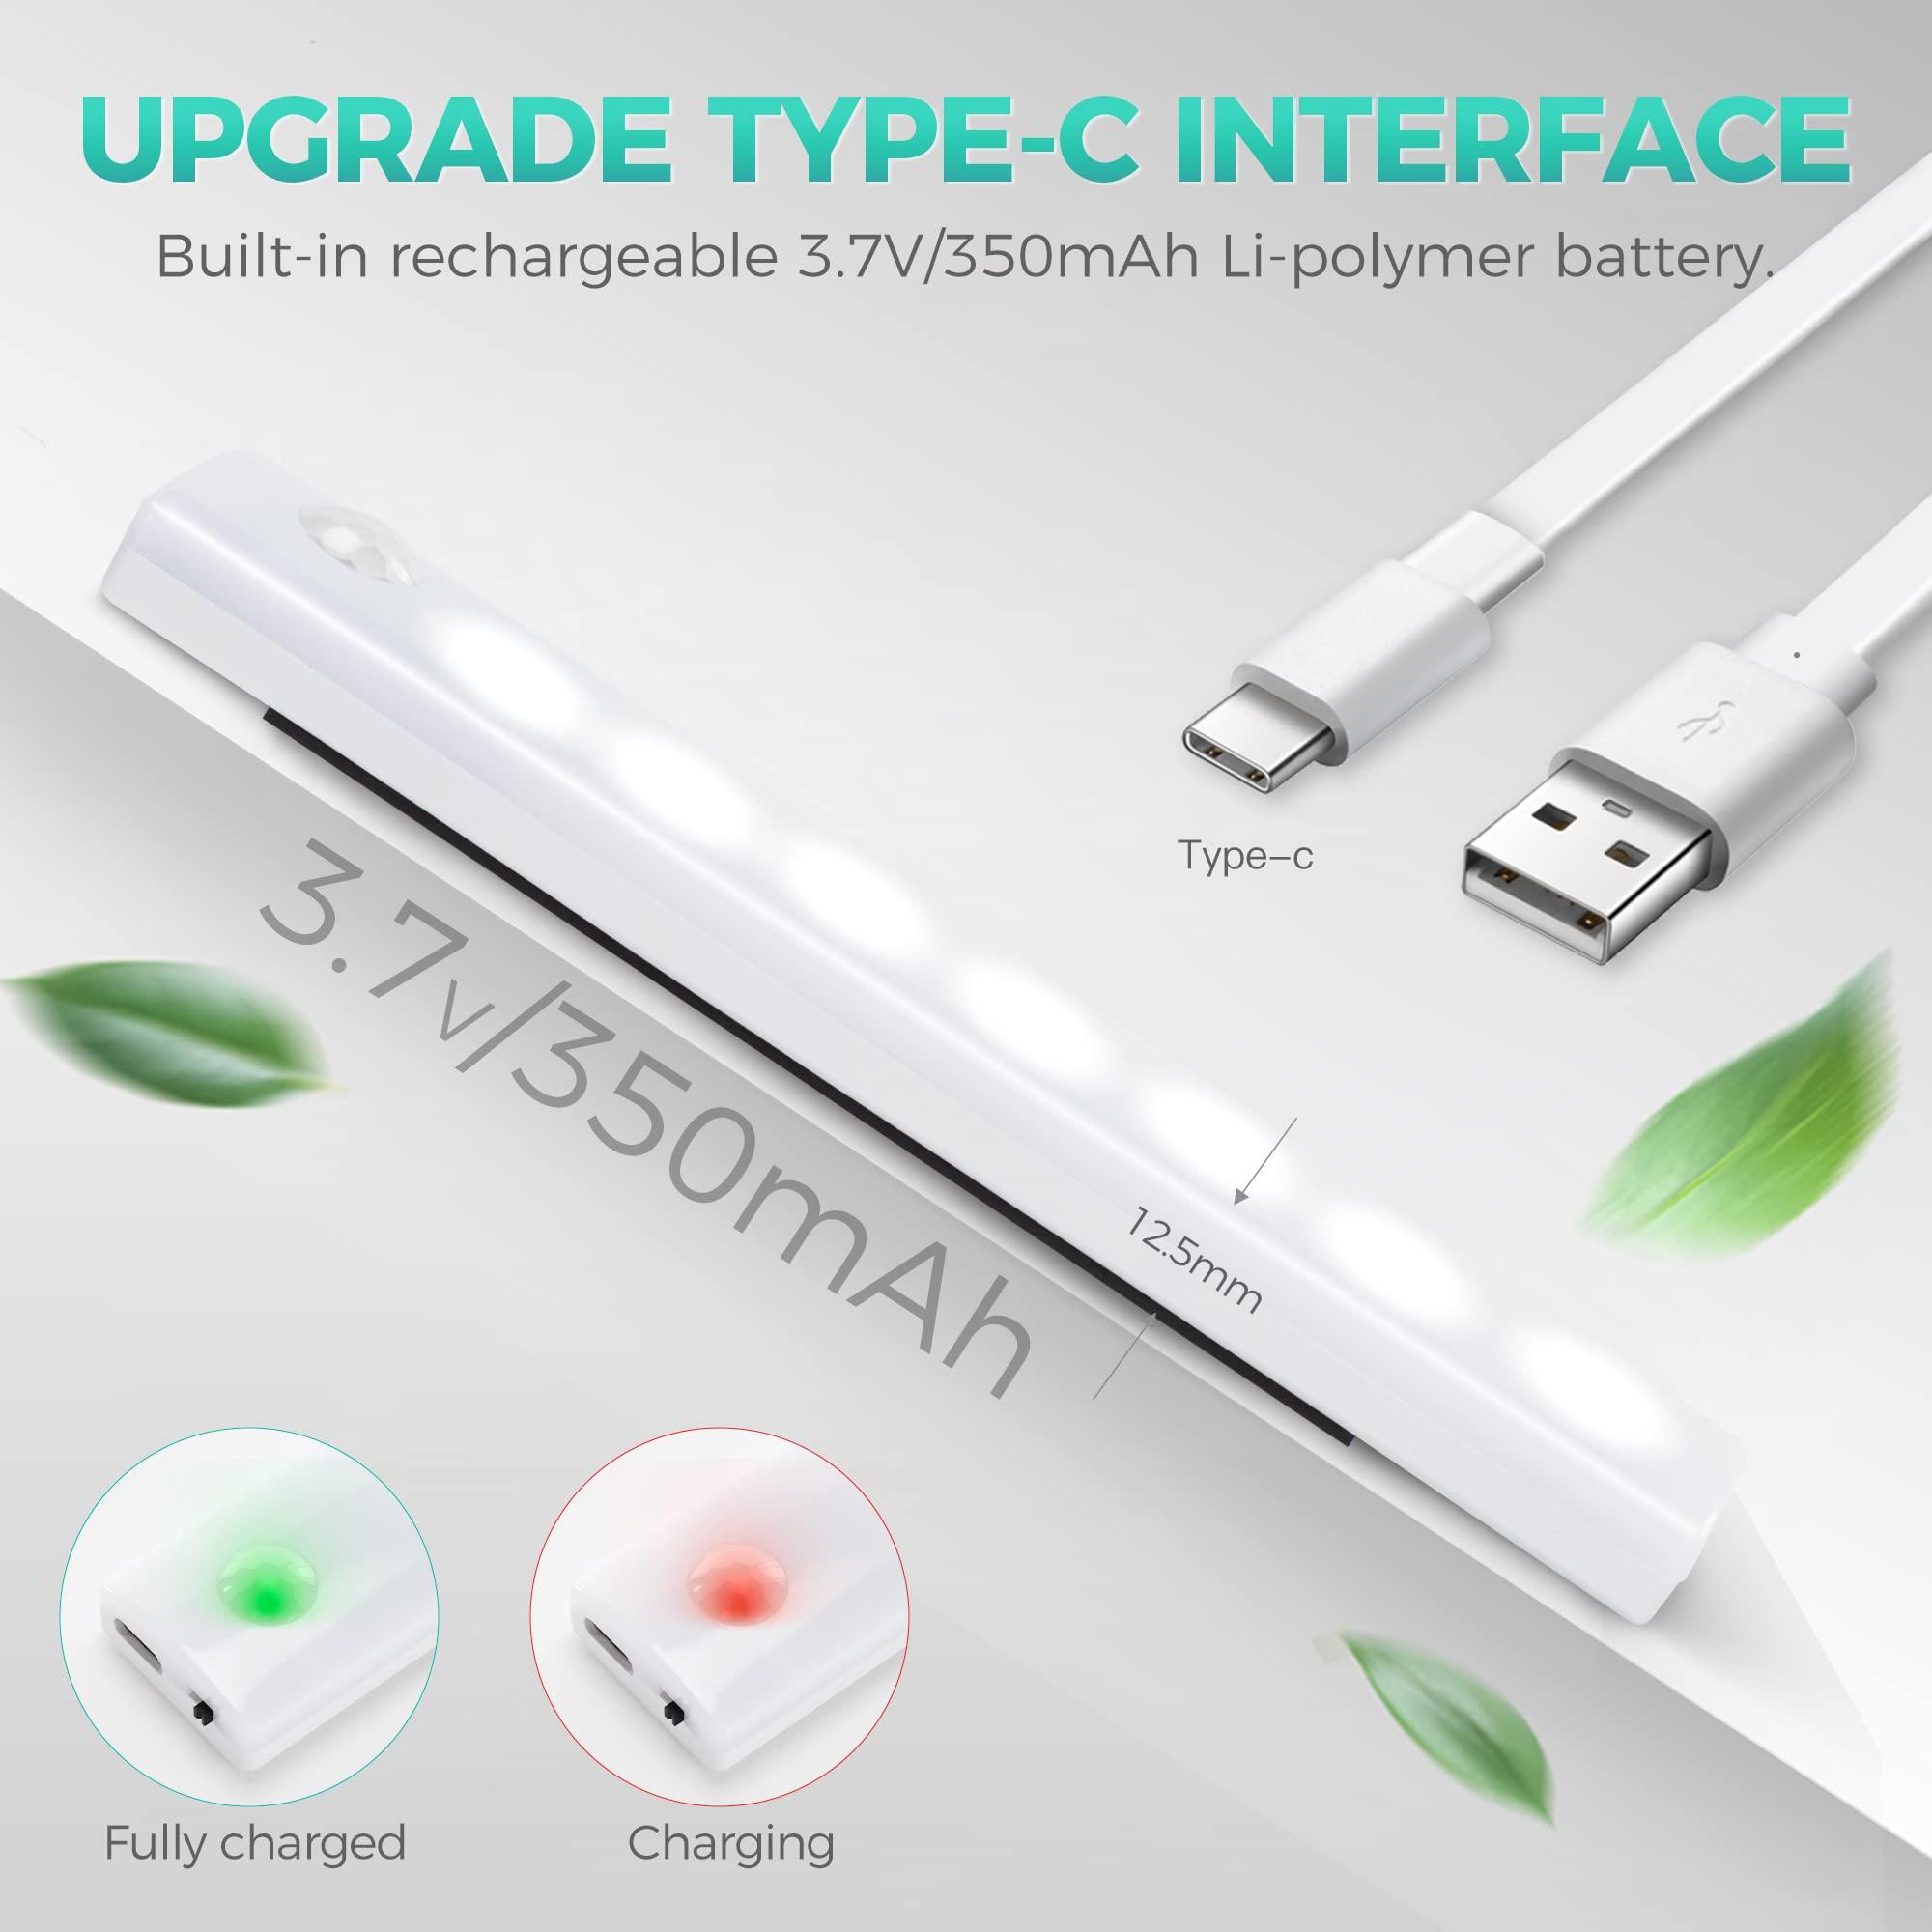 UPGRADE TYPE-C INTERFACE
Built-in rechargeable 3.7V/350mAh Li-polymer battery.
Type-c
3.7v/350mAh
12.5mm
Fully charged
Charging